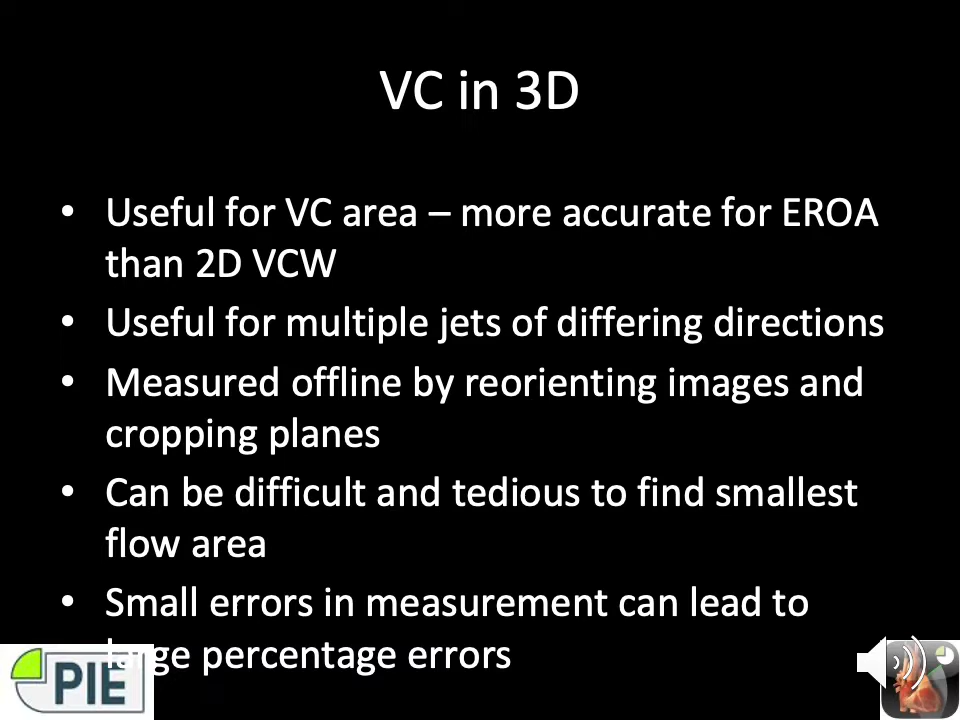 VC in 3D
• Useful for VC area – more accurate for EROA
than 2D VCW
• Useful for multiple jets of differing directions
• Measured offline by reorienting images and
cropping planes
• Can be difficult and tedious to find smallest
flow area
• Small errors in measurement can lead to
large percentage errors
PIE